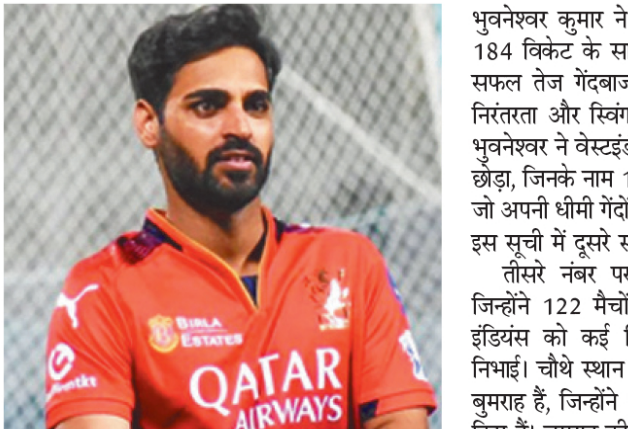 BIRLA
ESTATES
QATAR
AIRWAYS
भुवनेश्वर कुमार ने
184 विकेट के सा
सफल तेज गेंदबाज
निरंतरता और स्विंग
भुवनेश्वर ने वेस्टइंड
छोड़ा, जिनके नाम 1
जो अपनी धीमी गेंदों
इस सूची में दूसरे स
तीसरे नंबर पर
जिन्होंने 122 मैचों
इंडियंस को कई
निभाई। चौथे स्थान
बुमराह हैं, जिन्होंने